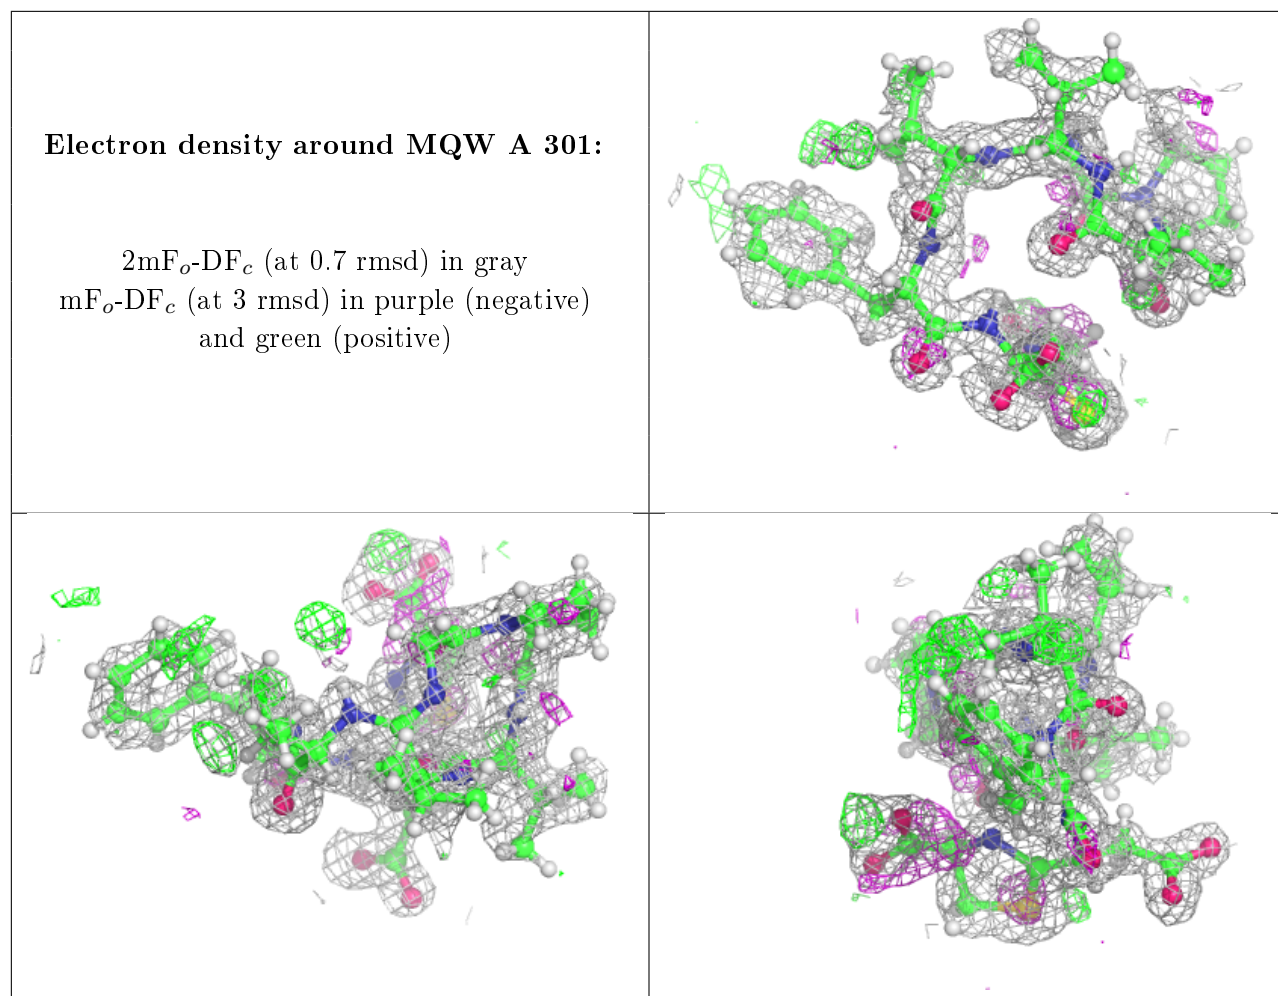 Electron density around MQW A 301:
2mFₒ-DF𝒸 (at 0.7 rmsd) in gray
mFₒ-DF𝒸 (at 3 rmsd) in purple (negative)
and green (positive)